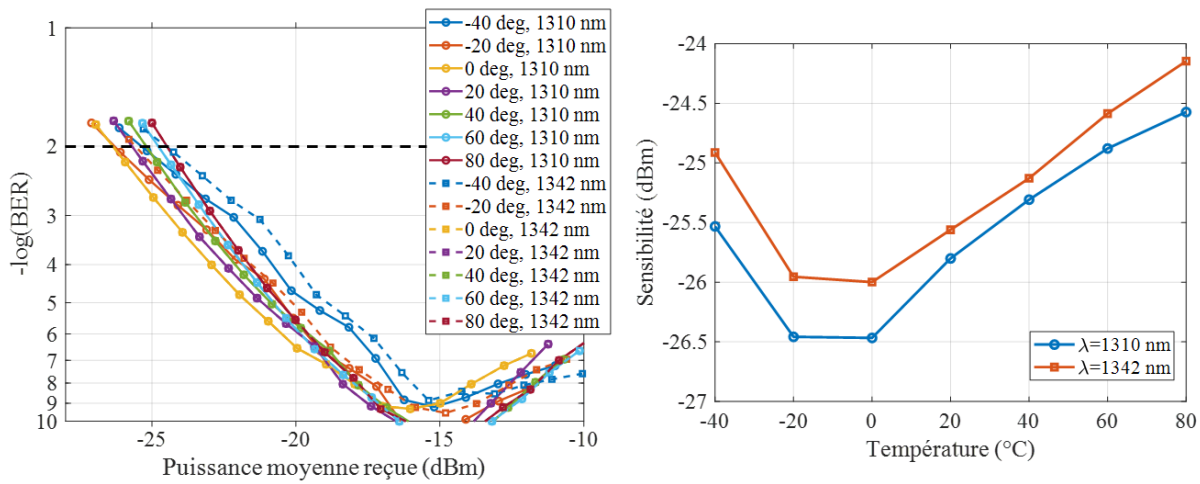 1
2
3
4
5
6
7
8
9
10
-log(BER)
-25
-20
-15
-10
Puissance moyenne reçue (dBm)
-40 deg, 1310 nm
-20 deg, 1310 nm
0 deg, 1310 nm
20 deg, 1310 nm
40 deg, 1310 nm
60 deg, 1310 nm
80 deg, 1310 nm
-40 deg, 1342 nm
-20 deg, 1342 nm
0 deg, 1342 nm
20 deg, 1342 nm
40 deg, 1342 nm
60 deg, 1342 nm
80 deg, 1342 nm
-24
-24.5
-25
-25.5
-26
-26.5
-27
Sensibilité (dBm)
-40
-20
0
20
40
60
80
Température (°C)
λ=1310 nm
λ=1342 nm